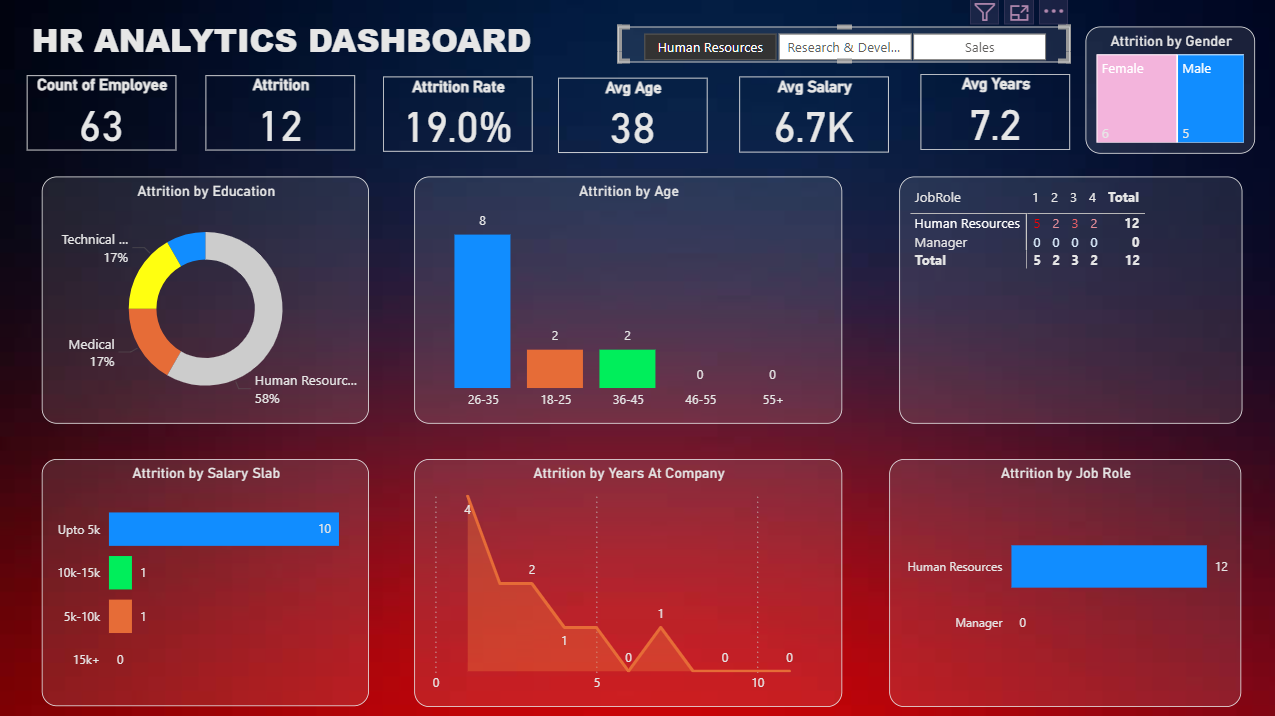 HR ANALYTICS DASHBOARD
Human Resources
Research & Devel...
Sales
Count of Employee
63
Attrition
12
Attrition Rate
19.0%
Avg Age
38
Avg Salary
6.7K
Avg Years
7.2
Attrition by Gender
Female
Male
6
5
Attrition by Education
Technical ...
17%
Medical
17%
Human Resourc...
58%
Attrition by Age
8
2
2
0
0
26-35
18-25
36-45
46-55
55+
JobRole 1 2 3 4 Total
Human Resources 5 2 3 2 12
Manager 0 0 0 0 0
Total 5 2 3 2 12
Attrition by Salary Slab
Upto 5k 10
10k-15k 1
5k-10k 1
15k+ 0
Attrition by Years At Company
4
2
1
0
1
0
0
0
5
10
Attrition by Job Role
Human Resources 12
Manager 0